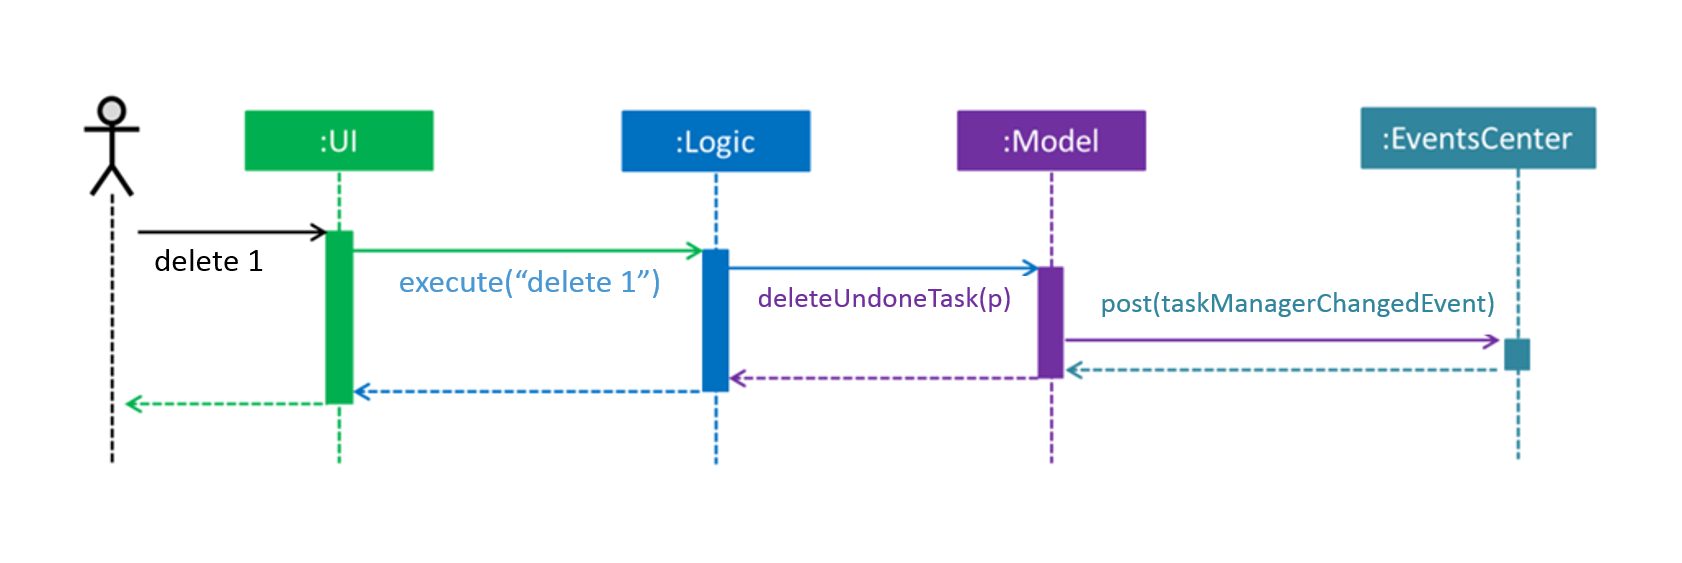 :UI
:Logic
:Model
:EventsCenter
delete 1
execute(“delete 1”)
deleteUndoneTask(p)
post(taskManagerChangedEvent)